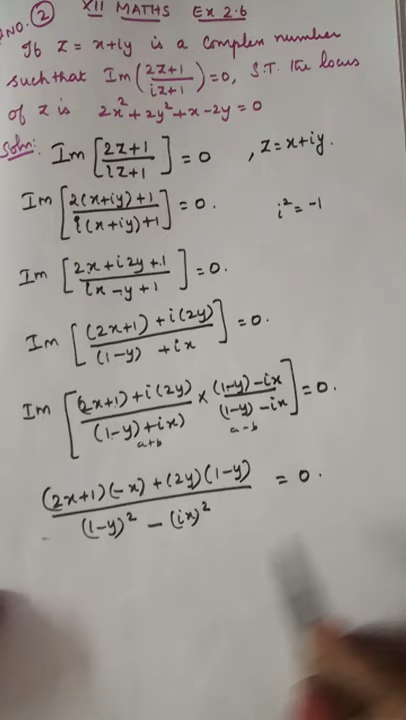 XII MATHS Ex 2.6
NO. 2
If z = x+iy is a complex number
such that Im(2z+1/iz+1)=0, S.T. the locus
of z is 2x²+2y²+x-2y=0
Soln: Im [2z+1/iz+1] = 0 , z=x+iy.
Im [2(x+iy)+1/i(x+iy)+1] = 0. i² = -1
Im [2x+i2y+1/ix-y+1] = 0.
Im [(2x+1)+i(2y)/(1-y)+ix] = 0.
Im [(2x+1)+i(2y)/(1-y)+ix) × (1-y)-ix/(1-y)-ix] = 0.
a+b a-b
(2x+1)(-x)+(2y)(1-y)/(1-y)² - (ix)² = 0.